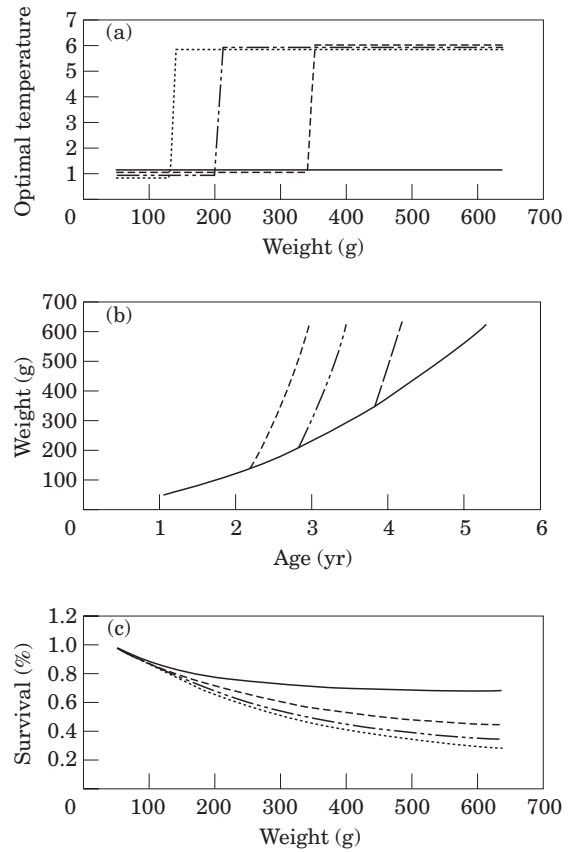 (a)
Optimal temperature
7
6
5
4
3
2
1
0
100 200 300 400 500 600 700
Weight (g)
(b)
Weight (g)
700
600
500
400
300
200
100
0
1 2 3 4 5 6
Age (yr)
(c)
Survival (%)
1.2
1.0
0.8
0.6
0.4
0.2
0
100 200 300 400 500 600 700
Weight (g)